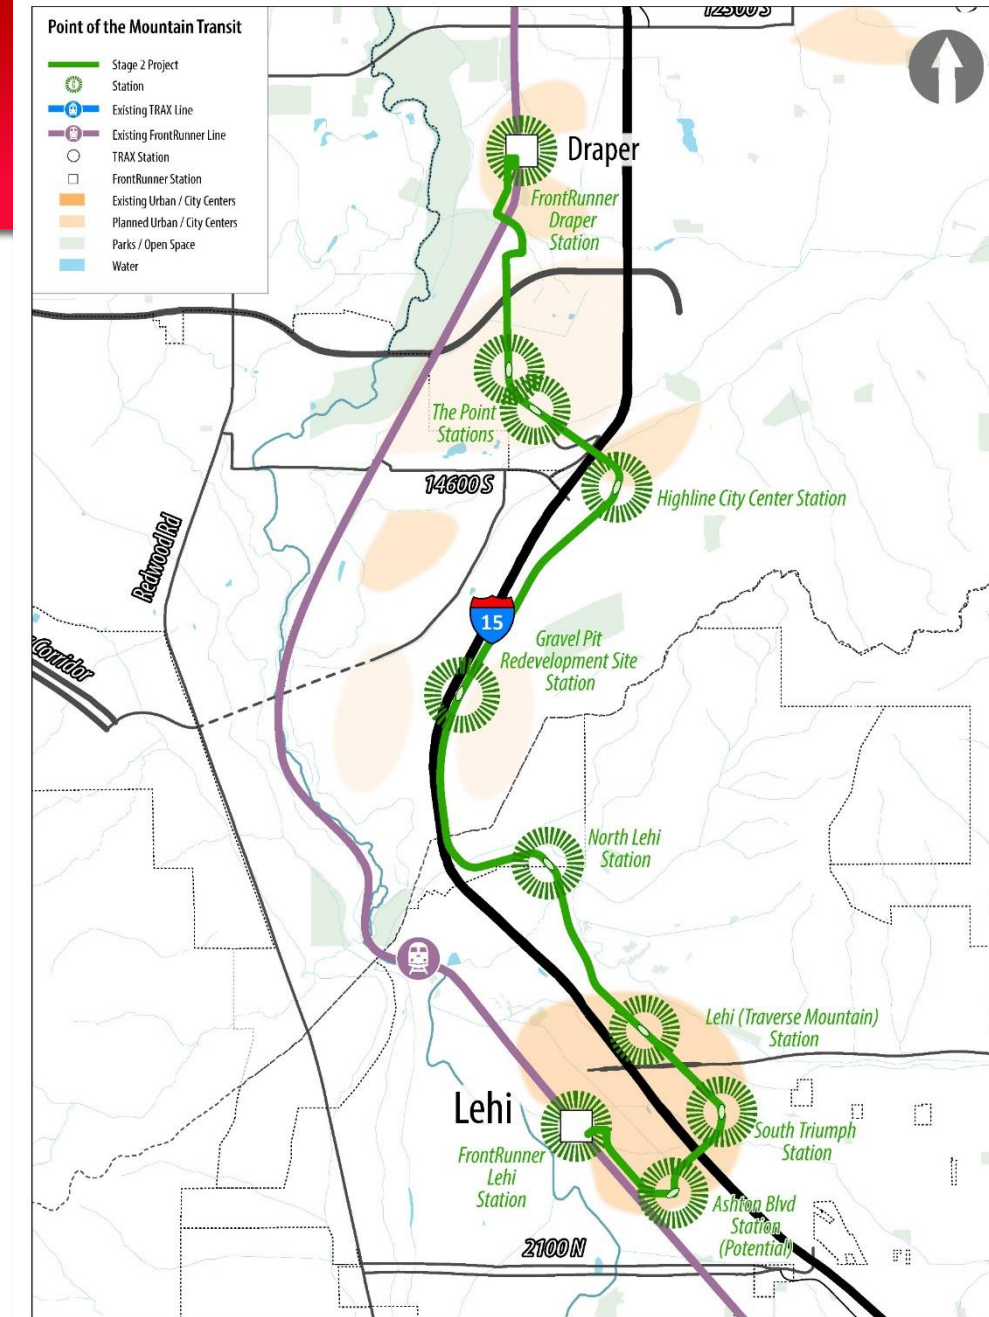 Point of the Mountain Transit
Stage 2 Project
Station
Existing TRAX Line
Existing FrontRunner Line
TRAX Station
FrontRunner Station
Existing Urban / City Centers
Planned Urban / City Centers
Parks / Open Space
Water
12300 S
Draper
FrontRunner
Draper
Station
The Point
Stations
14600 S
Highline City Center Station
Redwood Rd
15
Gravel Pit
Redevelopment Site
Station
Corridor
North Lehi
Station
Lehi (Traverse Mountain)
Station
Lehi
South Triumph
Station
FrontRunner
Lehi
Station
Ashton Blvd
Station
(Potential)
2100 N